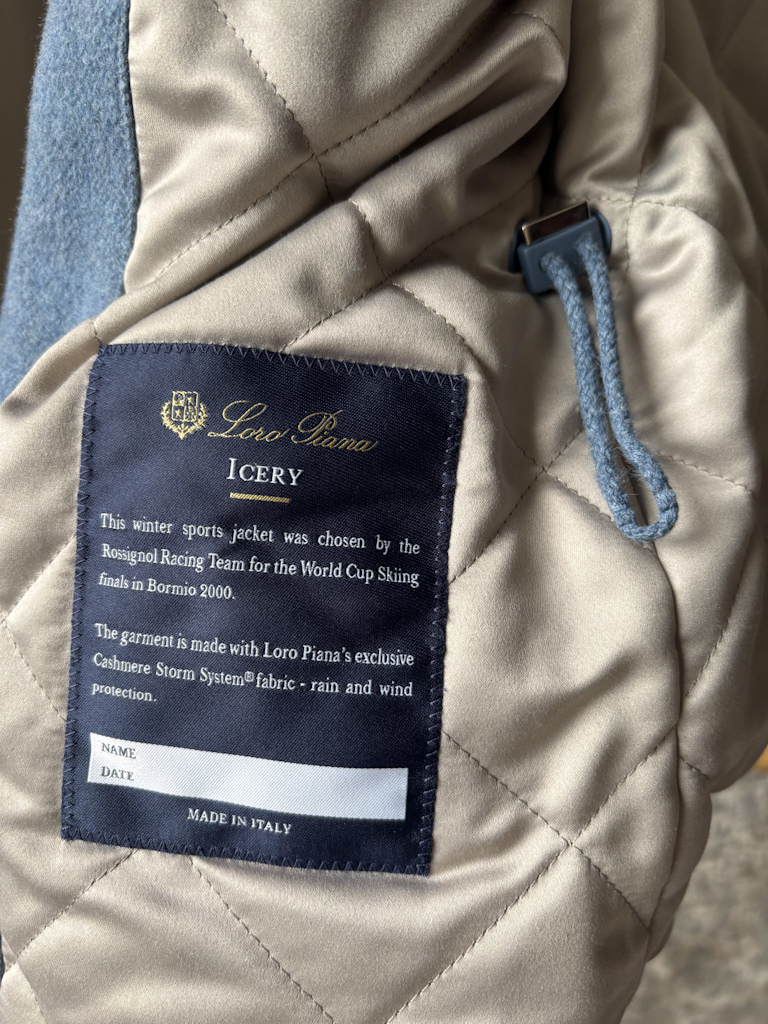 Loro Piana
ICERY
This winter sports jacket was chosen by the
Rossignol Racing Team for the World Cup Skiing
finals in Bormio 2000.
The garment is made with Loro Piana's exclusive
Cashmere Storm System® fabric - rain and wind
protection.
NAME
DATE
MADE IN ITALY